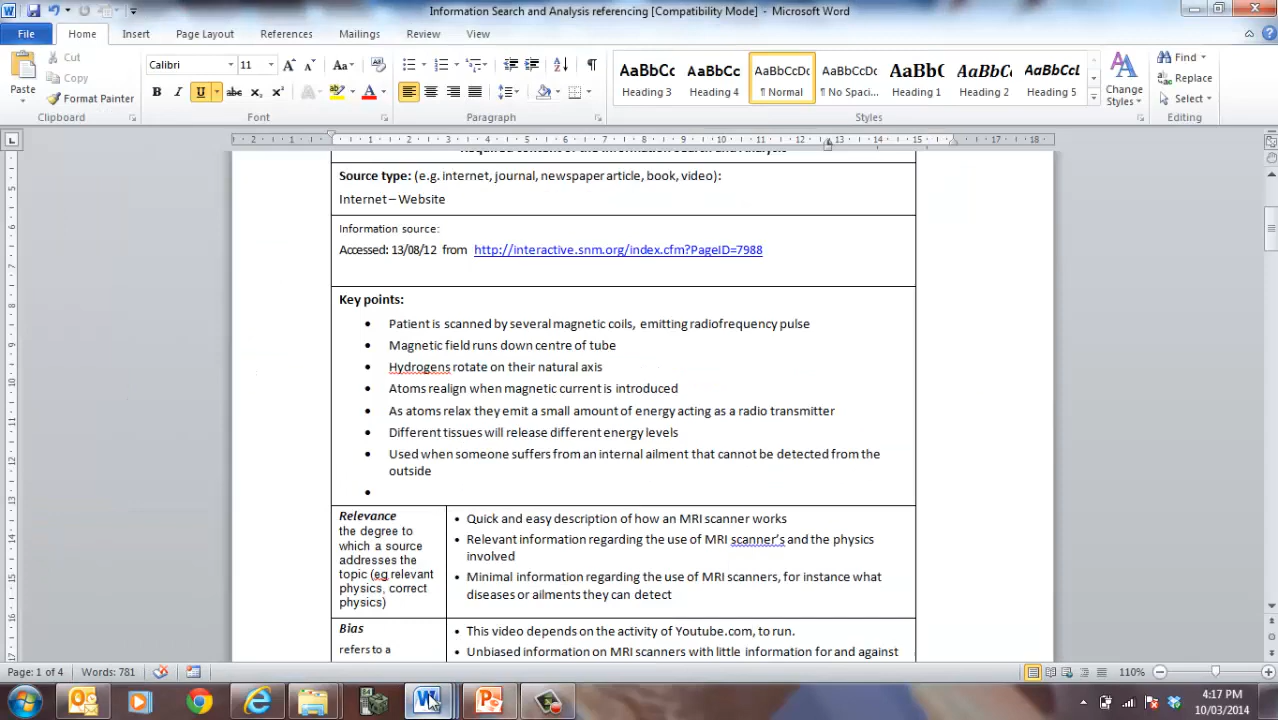 Information Search and Analysis referencing [Compatibility Mode] - Microsoft Word
File Home Insert Page Layout References Mailings Review View
Paste
Cut
Copy
Format Painter
Clipboard
Calibri 11
Font
Paragraph
AaBbCc AaBbCc AaBbCcDc AaBbCcDc AaBb( AaBbCc AaBbCcI
Heading 3 Heading 4 ¶ Normal ¶ No Spaci... Heading 1 Heading 2 Heading 5
Change Styles
Styles
Find
Replace
Select
Editing
Source type: (e.g. internet, journal, newspaper article, book, video):
Internet – Website
Information source:
Accessed: 13/08/12 from http://interactive.snm.org/index.cfm?PageID=7988
Key points:
• Patient is scanned by several magnetic coils, emitting radiofrequency pulse
• Magnetic field runs down centre of tube
• Hydrogens rotate on their natural axis
• Atoms realign when magnetic current is introduced
• As atoms relax they emit a small amount of energy acting as a radio transmitter
• Different tissues will release different energy levels
• Used when someone suffers from an internal ailment that cannot be detected from the
outside
•
Relevance
the degree to
which a source
addresses the
topic (eg relevant
physics, correct
physics)
• Quick and easy description of how an MRI scanner works
• Relevant information regarding the use of MRI scanner's and the physics
involved
• Minimal information regarding the use of MRI scanners, for instance what
diseases or ailments they can detect
Bias
refers to a
• This video depends on the activity of Youtube.com, to run.
• Unbiased information on MRI scanners with little information for and against
Page: 1 of 4 Words: 781 110%
4:17 PM
10/03/2014